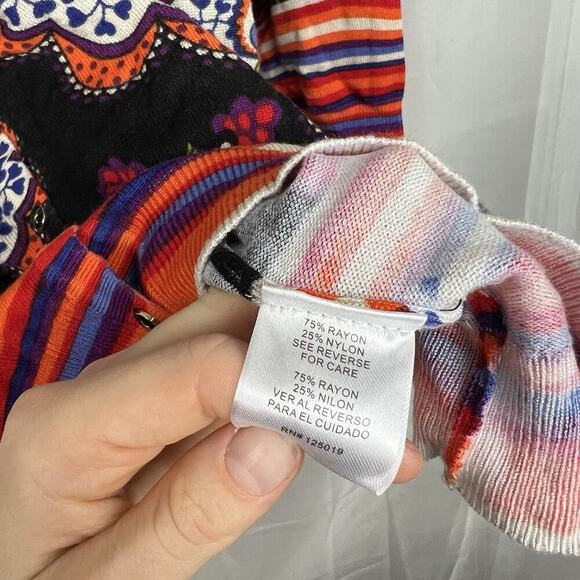 75% RAYON
25% NYLON
SEE REVERSE
FOR CARE
75% RAYON
25% NILON
VER AL REVERSO
PARA EL CUIDADO
RN# 125019